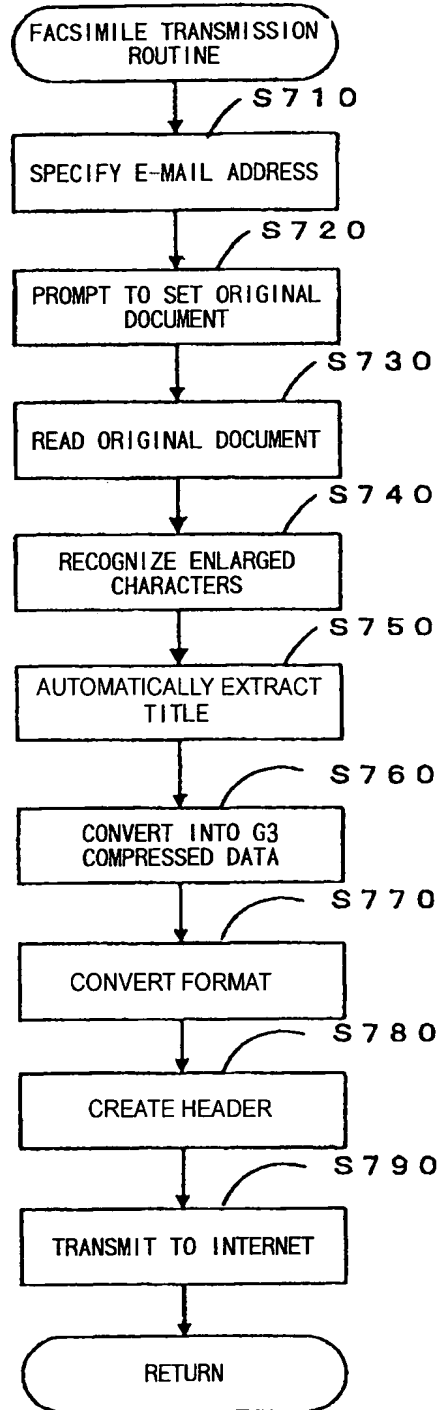 FACSIMILE TRANSMISSION
ROUTINE
S710
SPECIFY E-MAIL ADDRESS
S720
PROMPT TO SET ORIGINAL
DOCUMENT
S730
READ ORIGINAL DOCUMENT
S740
RECOGNIZE ENLARGED
CHARACTERS
S750
AUTOMATICALLY EXTRACT
TITLE
S760
CONVERT INTO G3
COMPRESSED DATA
S770
CONVERT FORMAT
S780
CREATE HEADER
S790
TRANSMIT TO INTERNET
RETURN